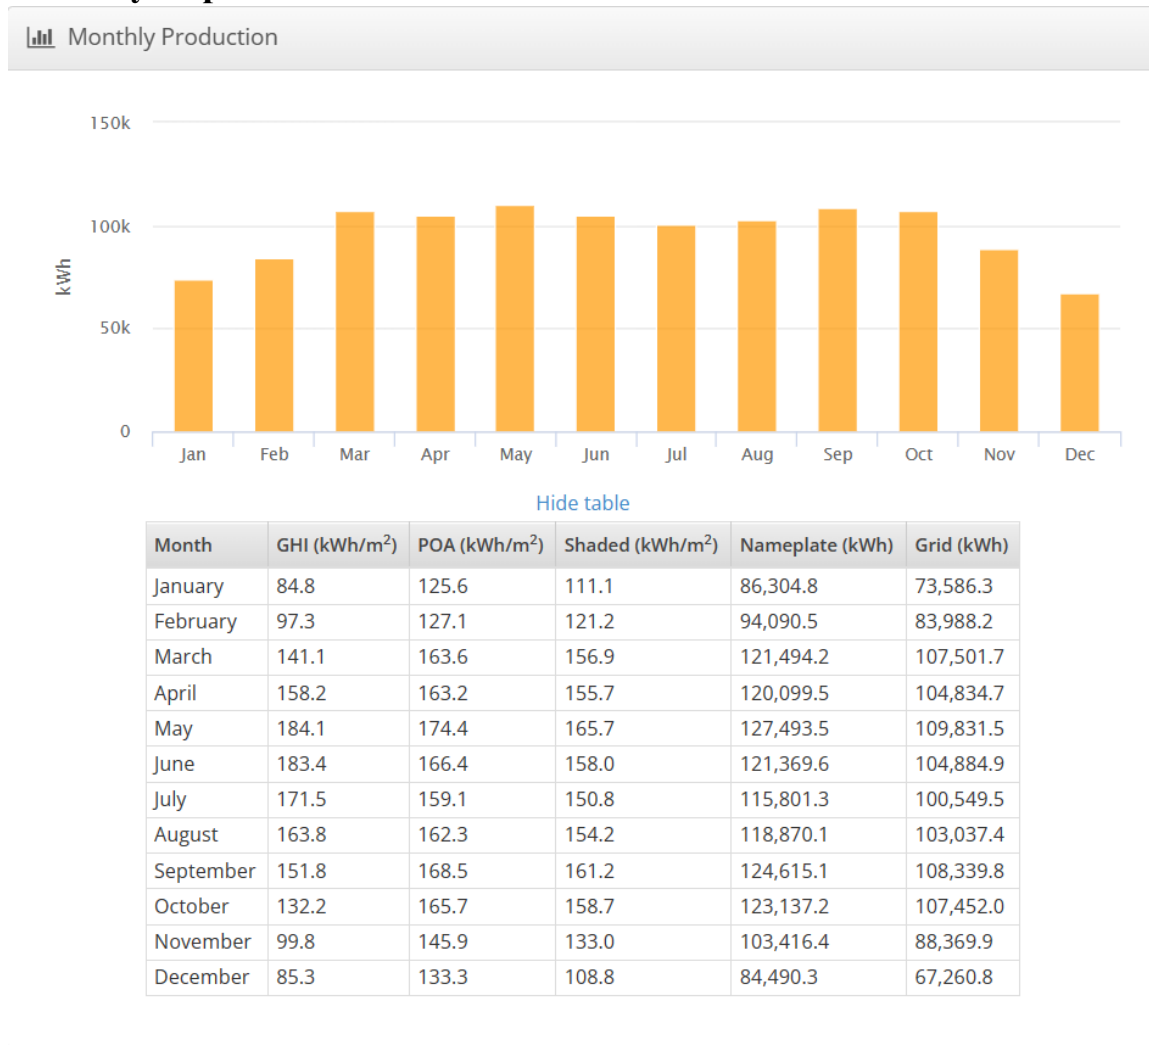 Monthly Production
150k
100k
50k
0
kWh
Jan Feb Mar Apr May Jun Jul Aug Sep Oct Nov Dec
Hide table
Month GHI (kWh/m²) POA (kWh/m²) Shaded (kWh/m²) Nameplate (kWh) Grid (kWh)
January 84.8 125.6 111.1 86,304.8 73,586.3
February 97.3 127.1 121.2 94,090.5 83,988.2
March 141.1 163.6 156.9 121,494.2 107,501.7
April 158.2 163.2 155.7 120,099.5 104,834.7
May 184.1 174.4 165.7 127,493.5 109,831.5
June 183.4 166.4 158.0 121,369.6 104,884.9
July 171.5 159.1 150.8 115,801.3 100,549.5
August 163.8 162.3 154.2 118,870.1 103,037.4
September 151.8 168.5 161.2 124,615.1 108,339.8
October 132.2 165.7 158.7 123,137.2 107,452.0
November 99.8 145.9 133.0 103,416.4 88,369.9
December 85.3 133.3 108.8 84,490.3 67,260.8